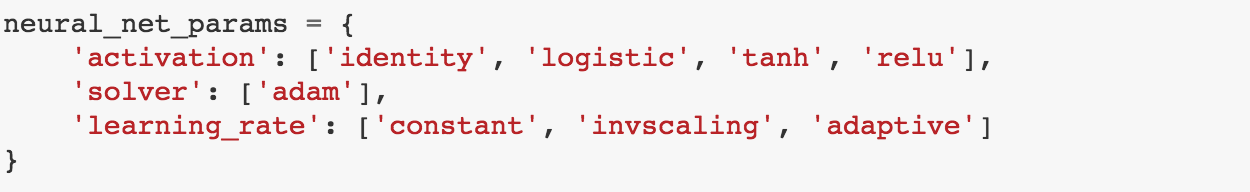 neural_net_params = {
    'activation': ['identity', 'logistic', 'tanh', 'relu'],
    'solver': ['adam'],
    'learning_rate': ['constant', 'invscaling', 'adaptive']
}